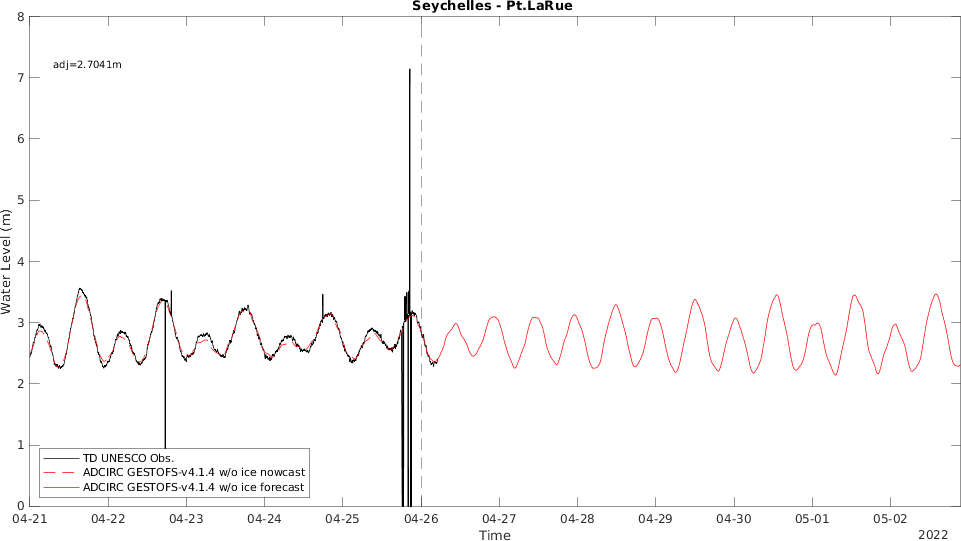 Seychelles - Pt.LaRue
adj=2.7041m
Water Level (m)
8
7
6
5
4
3
2
1
0
TD UNESCO Obs.
ADCIRC GESTOFS-v4.1.4 w/o ice nowcast
ADCIRC GESTOFS-v4.1.4 w/o ice forecast
04-21 04-22 04-23 04-24 04-25 04-26 04-27 04-28 04-29 04-30 05-01 05-02
Time
2022